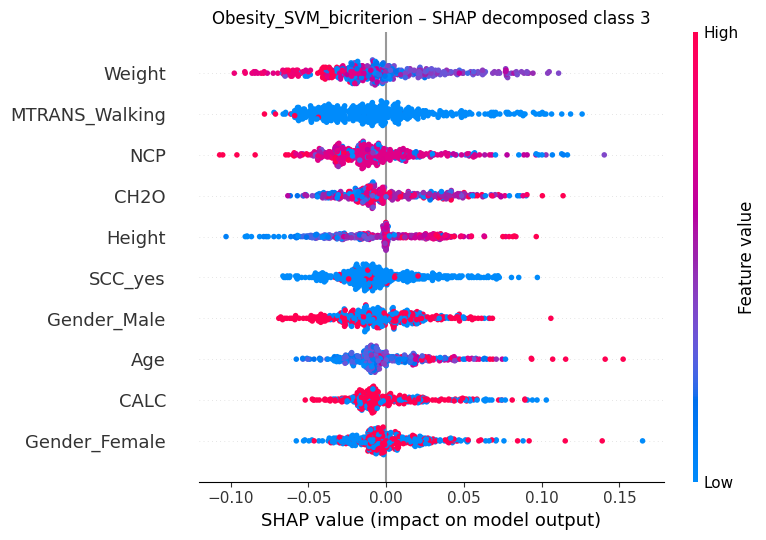 Obesity_SVM_bicriterion – SHAP decomposed class 3
High
Weight
MTRANS_Walking
NCP
CH2O
Height
SCC_yes
Gender_Male
Age
CALC
Gender_Female
Feature value
Low
−0.10 −0.05 0.00 0.05 0.10 0.15
SHAP value (impact on model output)